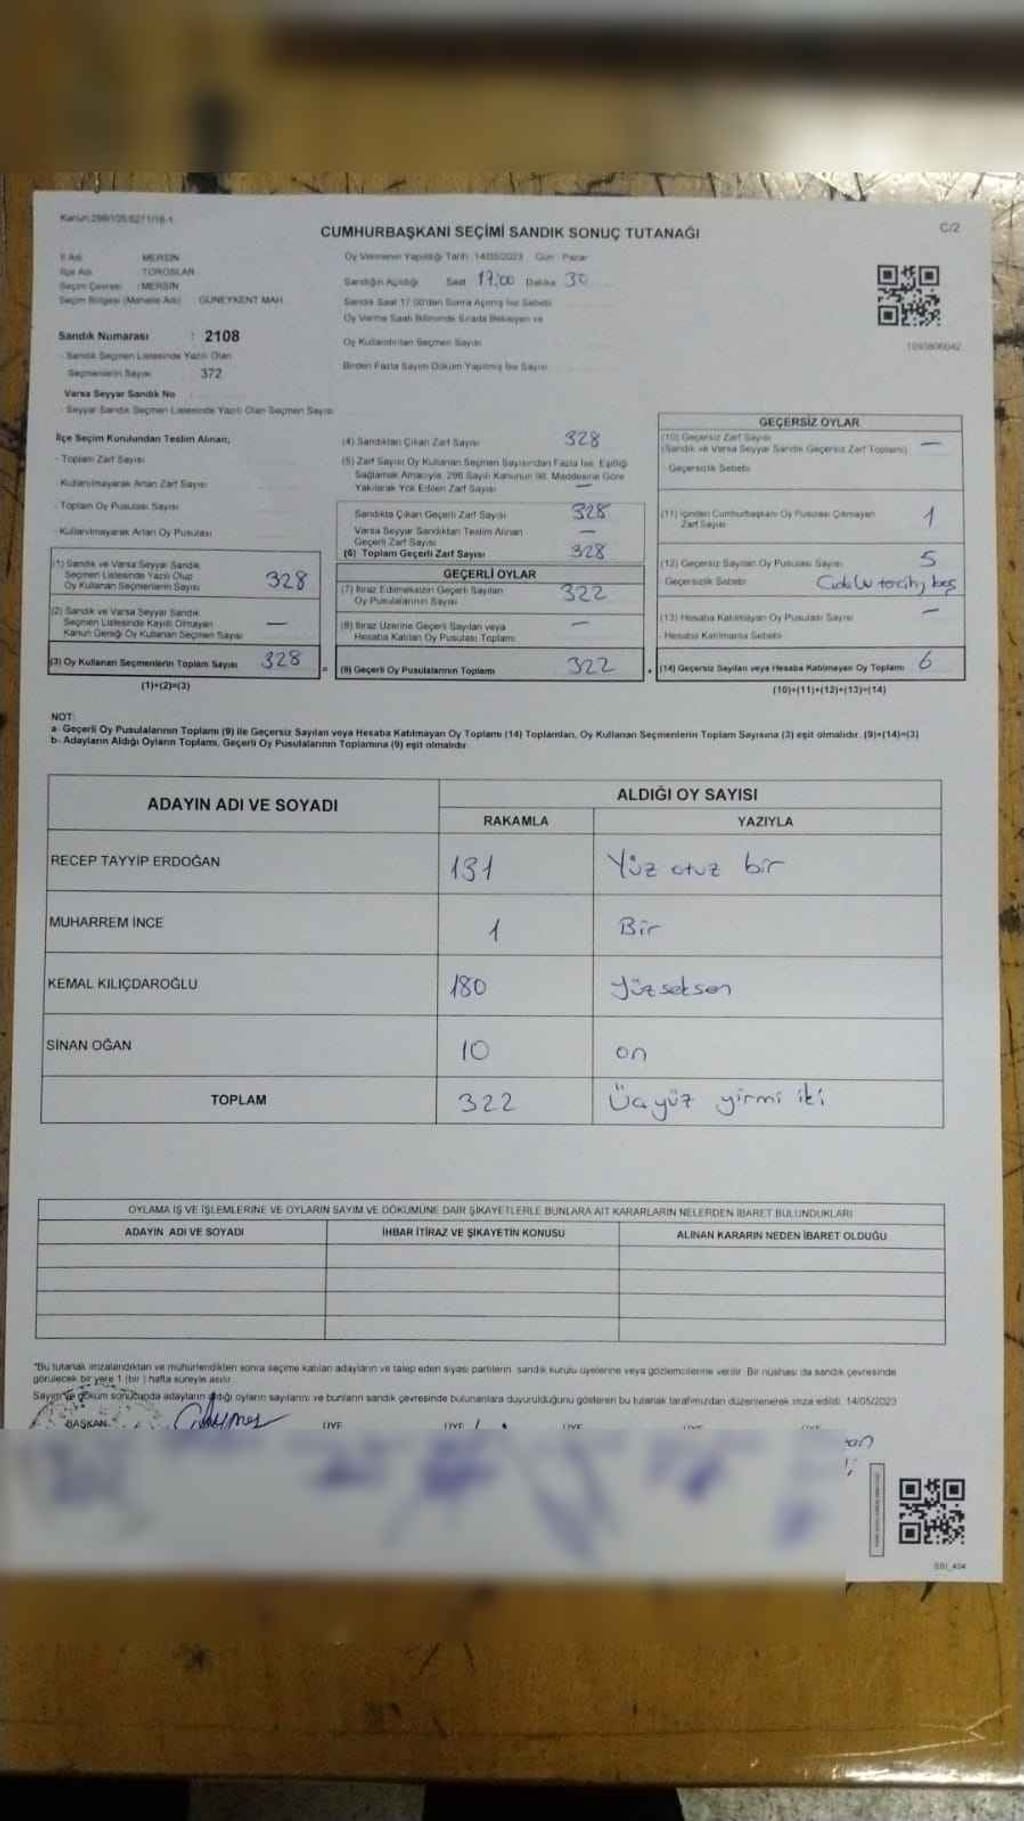 C/2
CUMHURBAŞKANI SEÇİMİ SANDIK SONUÇ TUTANAĞI
İl Adı MERSİN
İlçe Adı TOROSLAR
Seçim Çevresi : MERSİN
Seçim Bölgesi (Mahalle Adı) GÜNEYKENT MAH
Oy Vermenin Yapıldığı Tarih 14/05/2023 Gün : Pazar
Sandığın Açıldığı Saat 17:00 Dakika 30
Sandık Saat 17.00'den Sonra Açılmış İse Sebebi
Oy Verme Saati Bitiminde Sırada Bekleyen ve
Oy Kullandırılan Seçmen Sayısı
Birden Fazla Sayım Döküm Yapılmış İse Sayısı
Sandık Numarası : 2108
Sandık Seçmen Listesinde Yazılı Olan
Seçmenlerin Sayısı 372
Varsa Seyyar Sandık No
Seyyar Sandık Seçmen Listesinde Yazılı Olan Seçmen Sayısı
İlçe Seçim Kurulundan Teslim Alınan;
- Toplam Zarf Sayısı
- Kullanılmayarak Artan Zarf Sayısı
- Toplam Oy Pusulası Sayısı
- Kullanılmayarak Artan Oy Pusulası
(1) Sandık ve Varsa Seyyar Sandık
Seçmen Listesinde Yazılı Olup
Oy Kullanan Seçmenlerin Sayısı 328
(2) Sandık ve Varsa Seyyar Sandık
Seçmen Listesinde Kayıtlı Olmayan
Kanun Gereği Oy Kullanan Seçmen Sayısı —
(3) Oy Kullanan Seçmenlerin Toplam Sayısı 328
(1)+(2)=(3)
(4) Sandıktan Çıkan Zarf Sayısı 328
(5) Zarf Sayısı Oy Kullanan Seçmen Sayısından Fazla İse, Eşitliği
Sağlamak Amacıyla, 298 Sayılı Kanunun 98. Maddesine Göre
Yakılarak Yok Edilen Zarf Sayısı —
Sandıkta Çıkan Geçerli Zarf Sayısı 328
Varsa Seyyar Sandıktan Teslim Alınan
Geçerli Zarf Sayısı —
(6) Toplam Geçerli Zarf Sayısı 328
GEÇERLİ OYLAR
(7) İtiraz Edilmeksizin Geçerli Sayılan
Oy Pusulalarının Sayısı 322
(8) İtiraz Üzerine Geçerli Sayılan veya
Hesaba Katılan Oy Pusulası Toplamı —
= (9) Geçerli Oy Pusulalarının Toplamı 322
GEÇERSİZ OYLAR
(10) Geçersiz Zarf Sayısı
(Sandık ve Varsa Seyyar Sandık Geçersiz Zarf Toplamı) —
Geçersizlik Sebebi
(11) İçinden Cumhurbaşkanı Oy Pusulası Çıkmayan
Zarf Sayısı 1
(12) Geçersiz Sayılan Oy Pusulası Sayısı 5
Geçersizlik Sebebi Çoklu tercih, boş
(13) Hesaba Katılmayan Oy Pusulası Sayısı —
Hesaba Katılmama Sebebi
+ (14) Geçersiz Sayılan veya Hesaba Katılmayan Oy Toplamı 6
(10)+(11)+(12)+(13)=(14)
NOT:
a- Geçerli Oy Pusulalarının Toplamı (9) ile Geçersiz Sayılan veya Hesaba Katılmayan Oy Toplamı (14) Toplamları, Oy Kullanan Seçmenlerin Toplam Sayısına (3) eşit olmalıdır. (9)+(14)=(3)
b- Adayların Aldığı Oyların Toplamı, Geçerli Oy Pusulalarının Toplamına (9) eşit olmalıdır
ADAYIN ADI VE SOYADI ALDIĞI OY SAYISI
RAKAMLA YAZIYLA
RECEP TAYYİP ERDOĞAN 131 Yüz otuz bir
MUHARREM İNCE 1 Bir
KEMAL KILIÇDAROĞLU 180 Yüzseksen
SİNAN OĞAN 10 on
TOPLAM 322 Üçyüz yirmi iki
OYLAMA İŞ VE İŞLEMLERİNE VE OYLARIN SAYIM VE DÖKÜMÜNE DAİR ŞİKAYETLERLE BUNLARA AİT KARARLARIN NELERDEN İBARET BULUNDUKLARI
ADAYIN ADI VE SOYADI İHBAR İTİRAZ VE ŞİKAYETİN KONUSU ALINAN KARARIN NEDEN İBARET OLDUĞU
*Bu tutanak imzalandıktan ve mühürlendikten sonra seçime katılan adayların ve talep eden siyasi partilerin, sandık kurulu üyelerine veya gözlemcilerine verilir. Bir nüshası da sandık çevresinde
görülecek bir yere 1 (bir) hafta süreyle asılır.
Sayım ve döküm sonucunda adayların aldığı oyların sayılarını ve bunların sandık çevresinde bulunanlara duyurulduğunu gösteren bu tutanak tarafımızdan düzenlenerek imza edildi. 14/05/2023
BAŞKAN ÜYE ÜYE ÜYE